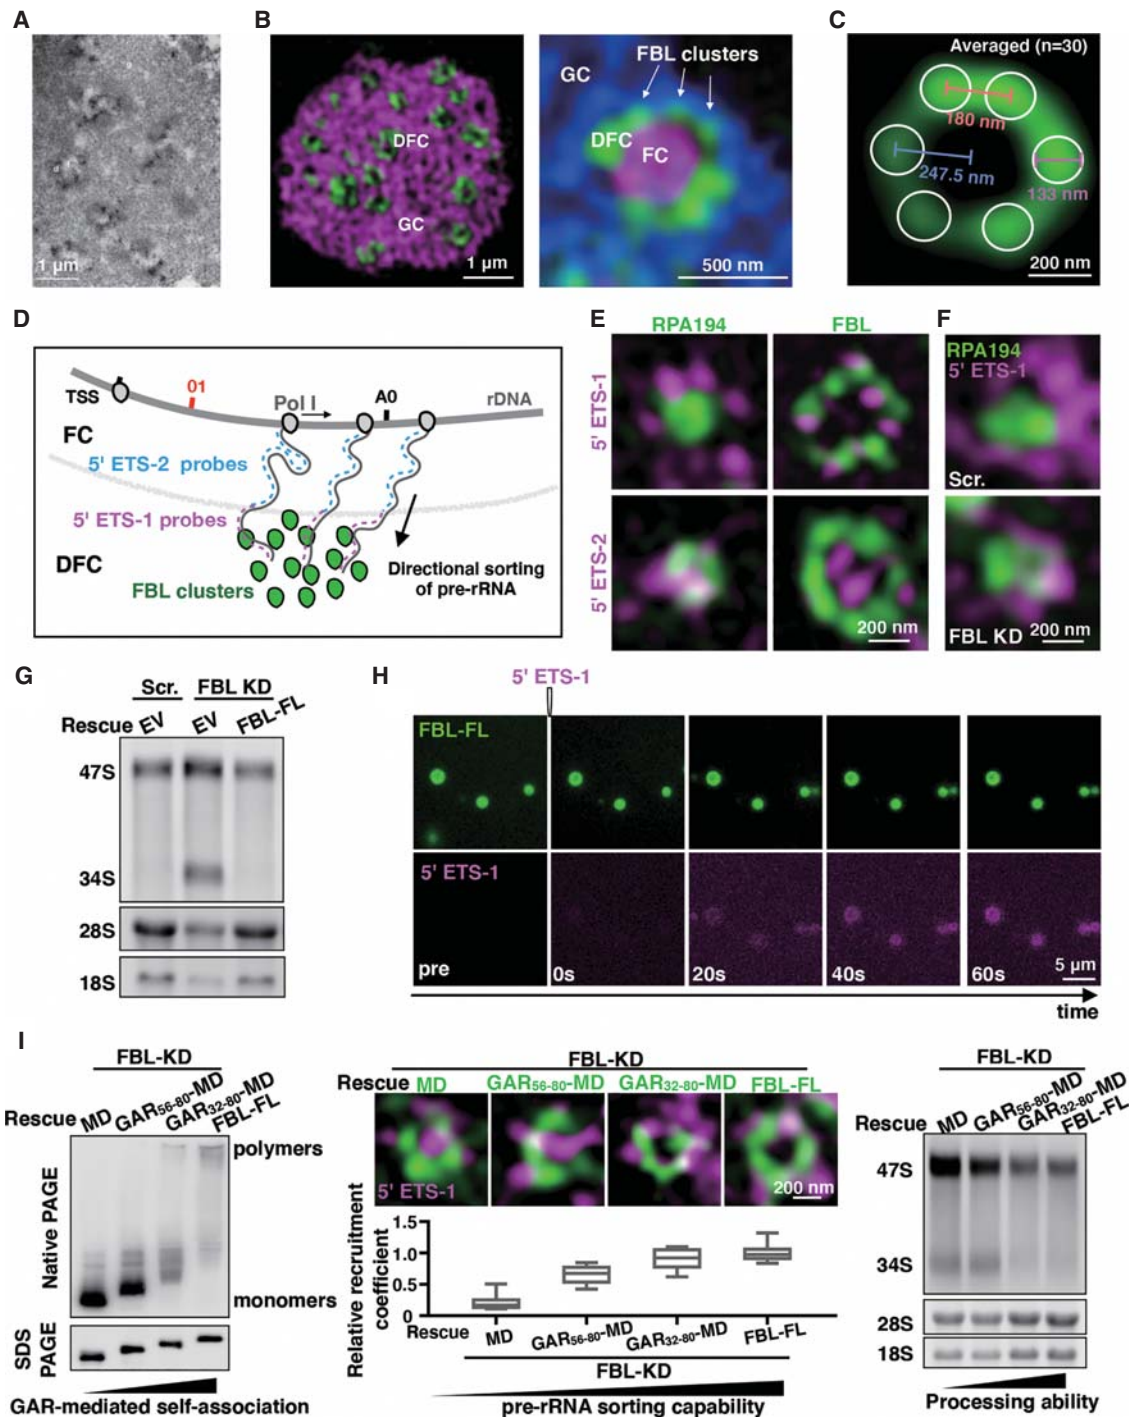 A
1 μm
B
DFC
GC
1 μm
GC
FBL clusters
DFC
FC
500 nm
C
Averaged (n=30)
180 nm
247.5 nm
133 nm
200 nm
D
TSS
01
Pol I
A0
rDNA
FC
5' ETS-2 probes
5' ETS-1 probes
DFC
FBL clusters
Directional sorting
of pre-rRNA
E
RPA194
FBL
5' ETS-1
5' ETS-2
200 nm
F
RPA194
5' ETS-1
Scr.
FBL KD
200 nm
G
Scr.
FBL KD
Rescue
EV
EV
FBL-FL
47S
34S
28S
18S
H
5' ETS-1
FBL-FL
5' ETS-1
pre
0s
20s
40s
60s
5 μm
time
I
FBL-KD
Rescue
MD
GAR56-80-MD
GAR32-80-MD
FBL-FL
Native PAGE
polymers
monomers
SDS
PAGE
GAR-mediated self-association
FBL-KD
Rescue
MD
GAR56-80-MD
GAR32-80-MD
FBL-FL
5' ETS-1
200 nm
Relative recruitment
coefficient
1.5
1.0
0.5
0
Rescue
MD
GAR56-80-MD
GAR32-80-MD
FBL-FL
FBL-KD
pre-rRNA sorting capability
FBL-KD
Rescue
MD
GAR56-80-MD
GAR32-80-MD
FBL-FL
47S
34S
28S
18S
Processing ability